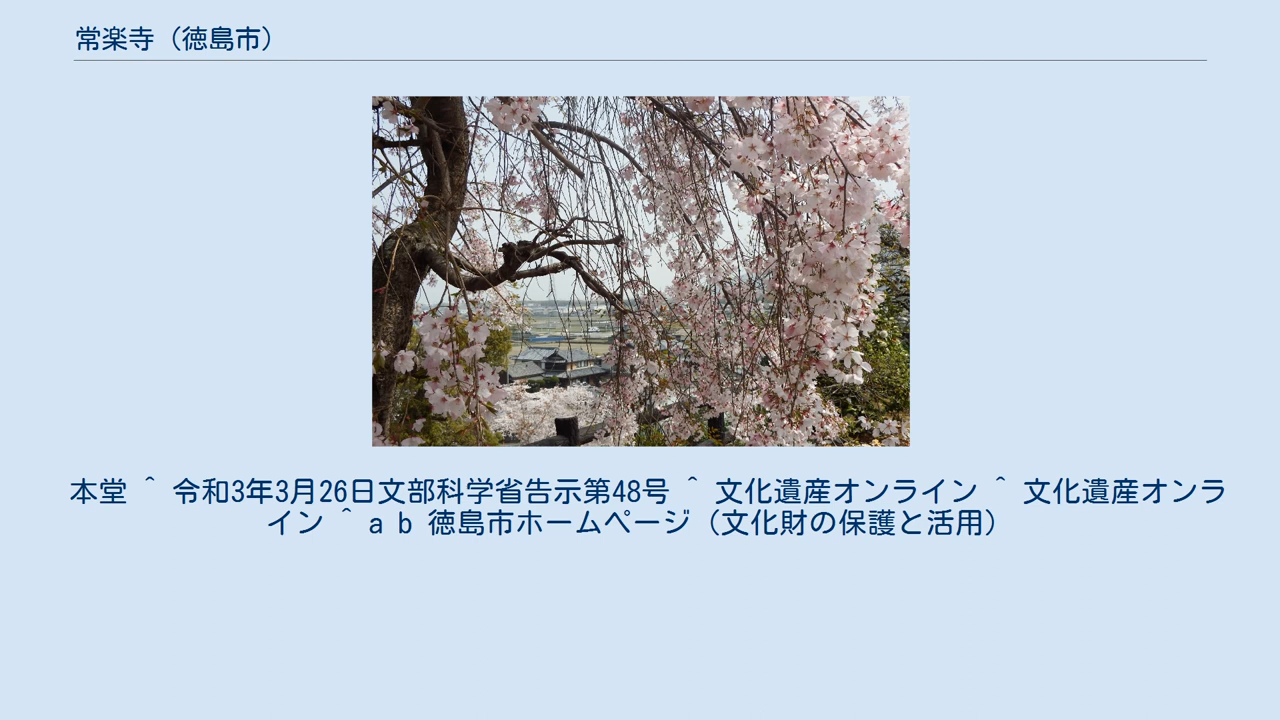 常楽寺（徳島市）
本堂 ^ 令和3年3月26日文部科学省告示第48号 ^ 文化遺産オンライン ^ 文化遺産オンラ
イン ^ a b 徳島市ホームページ（文化財の保護と活用）